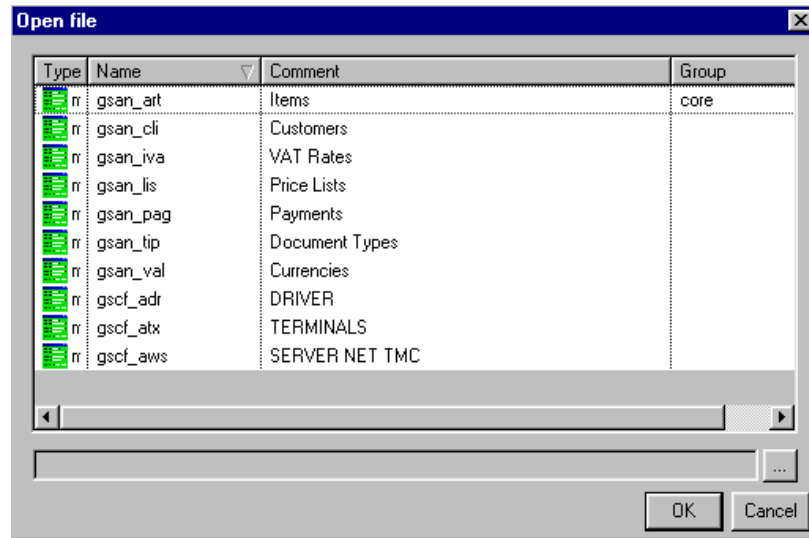 Open file
Type Name Comment Group
gsan_art Items core
gsan_cli Customers
gsan_iva VAT Rates
gsan_lis Price Lists
gsan_pag Payments
gsan_tip Document Types
gsan_val Currencies
gscf_adr DRIVER
gscf_atx TERMINALS
gscf_aws SERVER NET TMC
...
OK Cancel